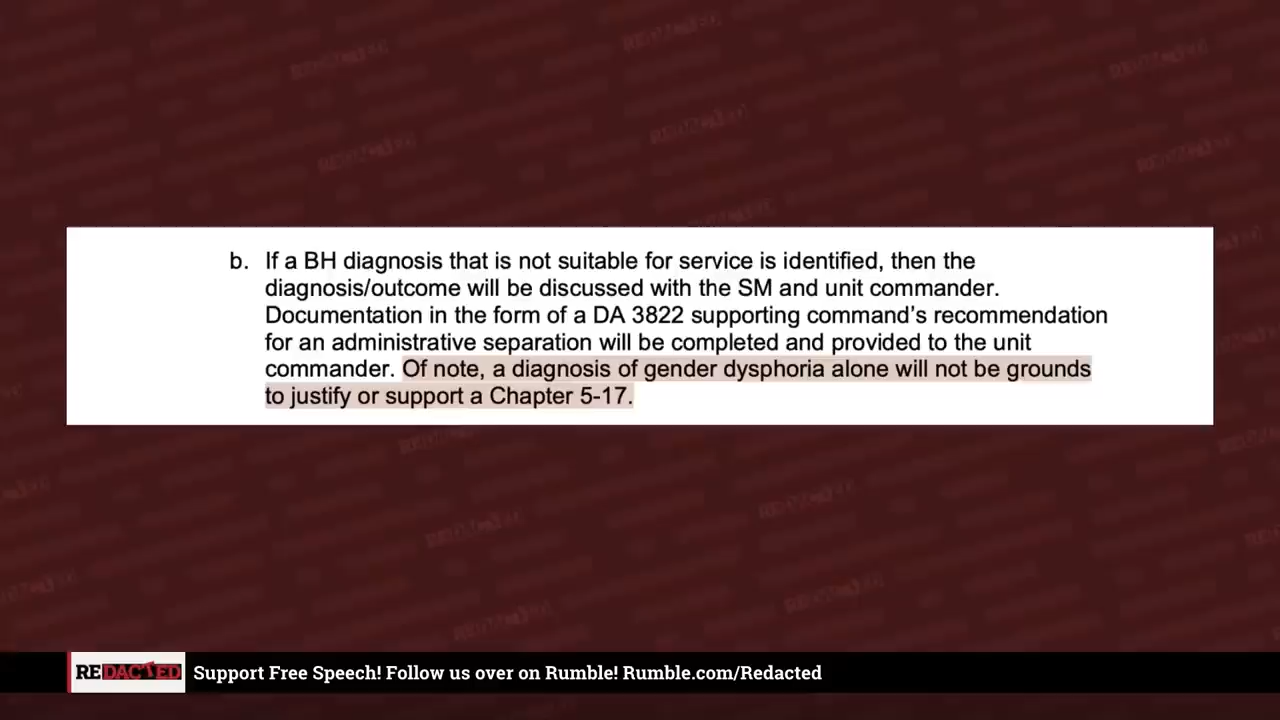 b. If a BH diagnosis that is not suitable for service is identified, then the
diagnosis/outcome will be discussed with the SM and unit commander.
Documentation in the form of a DA 3822 supporting command's recommendation
for an administrative separation will be completed and provided to the unit
commander. Of note, a diagnosis of gender dysphoria alone will not be grounds
to justify or support a Chapter 5-17.
REDACTED Support Free Speech! Follow us over on Rumble! Rumble.com/Redacted